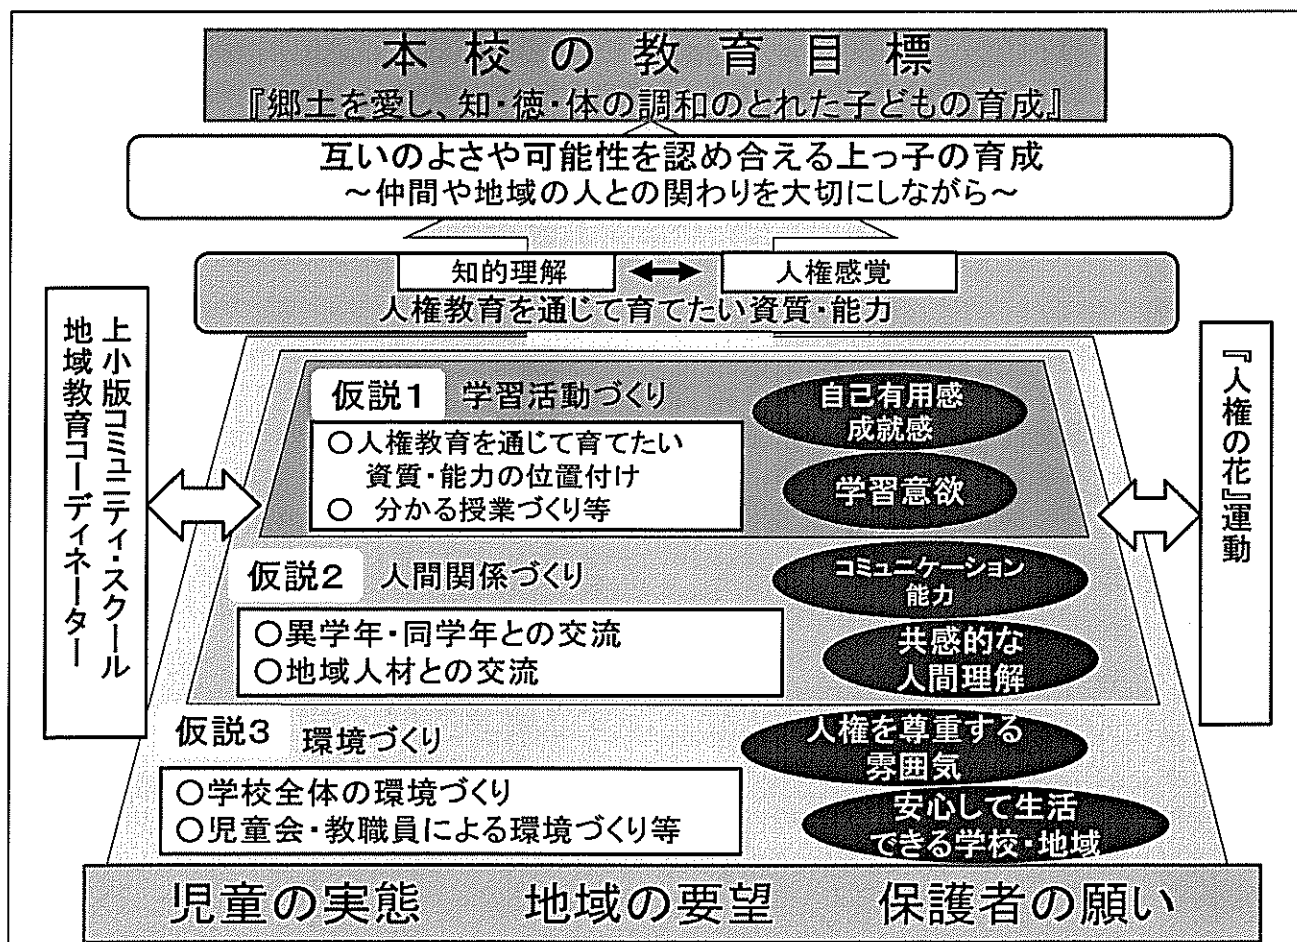 本校の教育目標
『郷土を愛し、知・徳・体の調和のとれた子どもの育成』
互いのよさや可能性を認め合える上っ子の育成
～仲間や地域の人との関わりを大切にしながら～
知的理解
人権感覚
人権教育を通じて育てたい資質・能力
上小版コミュニティ・スクール
地域教育コーディネーター
『人権の花』運動
仮説1 学習活動づくり
○人権教育を通じて育てたい
資質・能力の位置付け
○ 分かる授業づくり等
自己有用感
成就感
学習意欲
仮説2 人間関係づくり
○異学年・同学年との交流
○地域人材との交流
コミュニケーション
能力
共感的な
人間理解
仮説3 環境づくり
○学校全体の環境づくり
○児童会・教職員による環境づくり等
人権を尊重する
雰囲気
安心して生活
できる学校・地域
児童の実態 地域の要望 保護者の願い